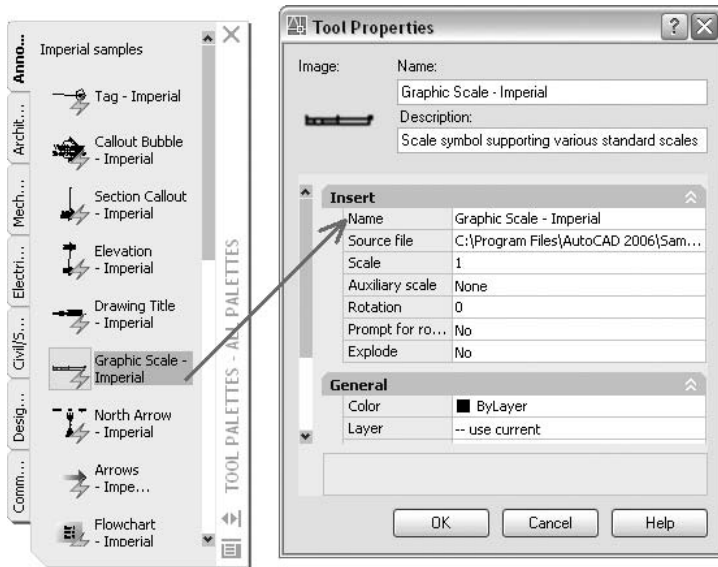 Anno...
Archit...
Mech...
Electri...
Civil/S...
Desig...
Comm...
Imperial samples
Tag - Imperial
Callout Bubble
- Imperial
Section Callout
- Imperial
Elevation
- Imperial
Drawing Title
- Imperial
Graphic Scale -
Imperial
North Arrow
- Imperial
Arrows
- Impe...
Flowchart
- Imperial
TOOL PALETTES - ALL PALETTES
Tool Properties
Image:
Name:
Graphic Scale - Imperial
Description:
Scale symbol supporting various standard scales
Insert
Name Graphic Scale - Imperial
Source file C:\Program Files\AutoCAD 2006\Sam...
Scale 1
Auxiliary scale None
Rotation 0
Prompt for ro... No
Explode No
General
Color ByLayer
Layer -- use current
OK
Cancel
Help